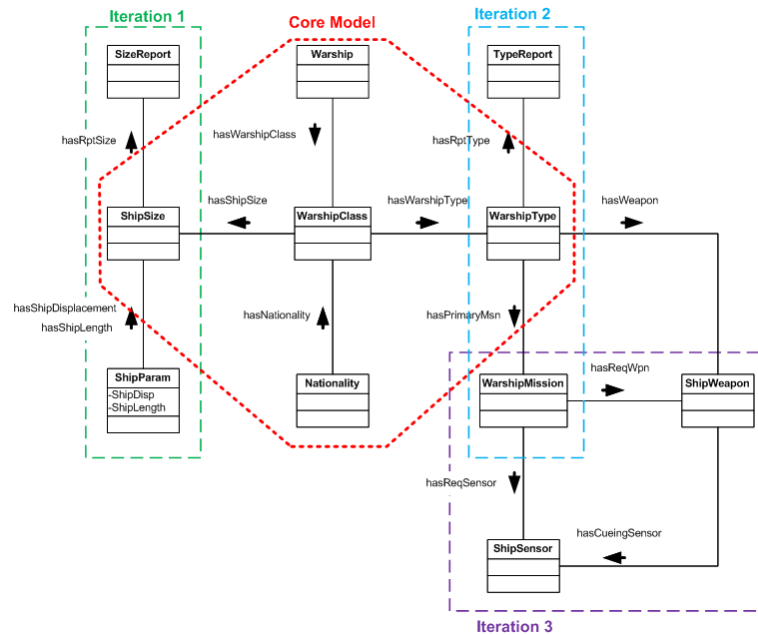 Iteration 1
Core Model
Iteration 2
SizeReport
Warship
TypeReport
hasRptSize
hasWarshipClass
hasRptType
hasShipSize
hasWarshipType
hasWeapon
ShipSize
WarshipClass
WarshipType
hasShipDisplacement
hasShipLength
hasNationality
hasPrimaryMsn
ShipParam
-ShipDisp
-ShipLength
Nationality
WarshipMission
hasReqWpn
ShipWeapon
hasReqSensor
hasCueingSensor
ShipSensor
Iteration 3